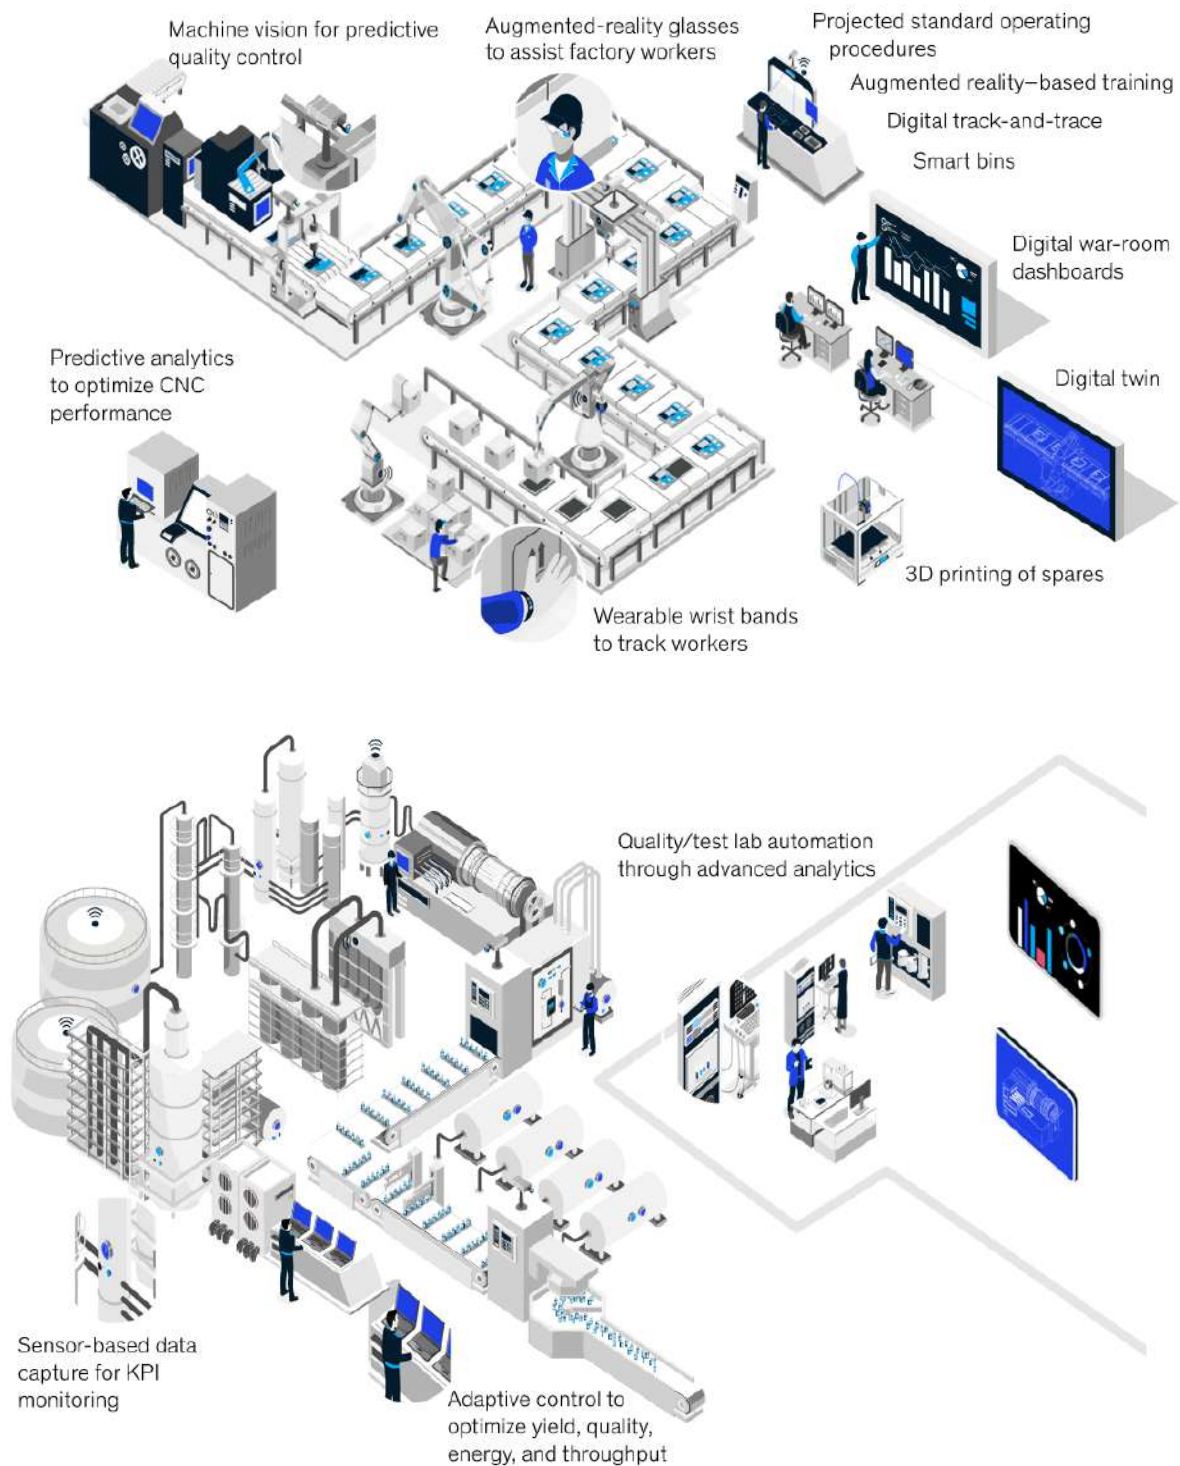 Machine vision for predictive
quality control
Augmented-reality glasses
to assist factory workers
Projected standard operating
procedures
Augmented reality–based training
Digital track-and-trace
Smart bins
Digital war-room
dashboards
Predictive analytics
to optimize CNC
performance
Digital twin
3D printing of spares
Wearable wrist bands
to track workers
Quality/test lab automation
through advanced analytics
Sensor-based data
capture for KPI
monitoring
Adaptive control to
optimize yield, quality,
energy, and throughput